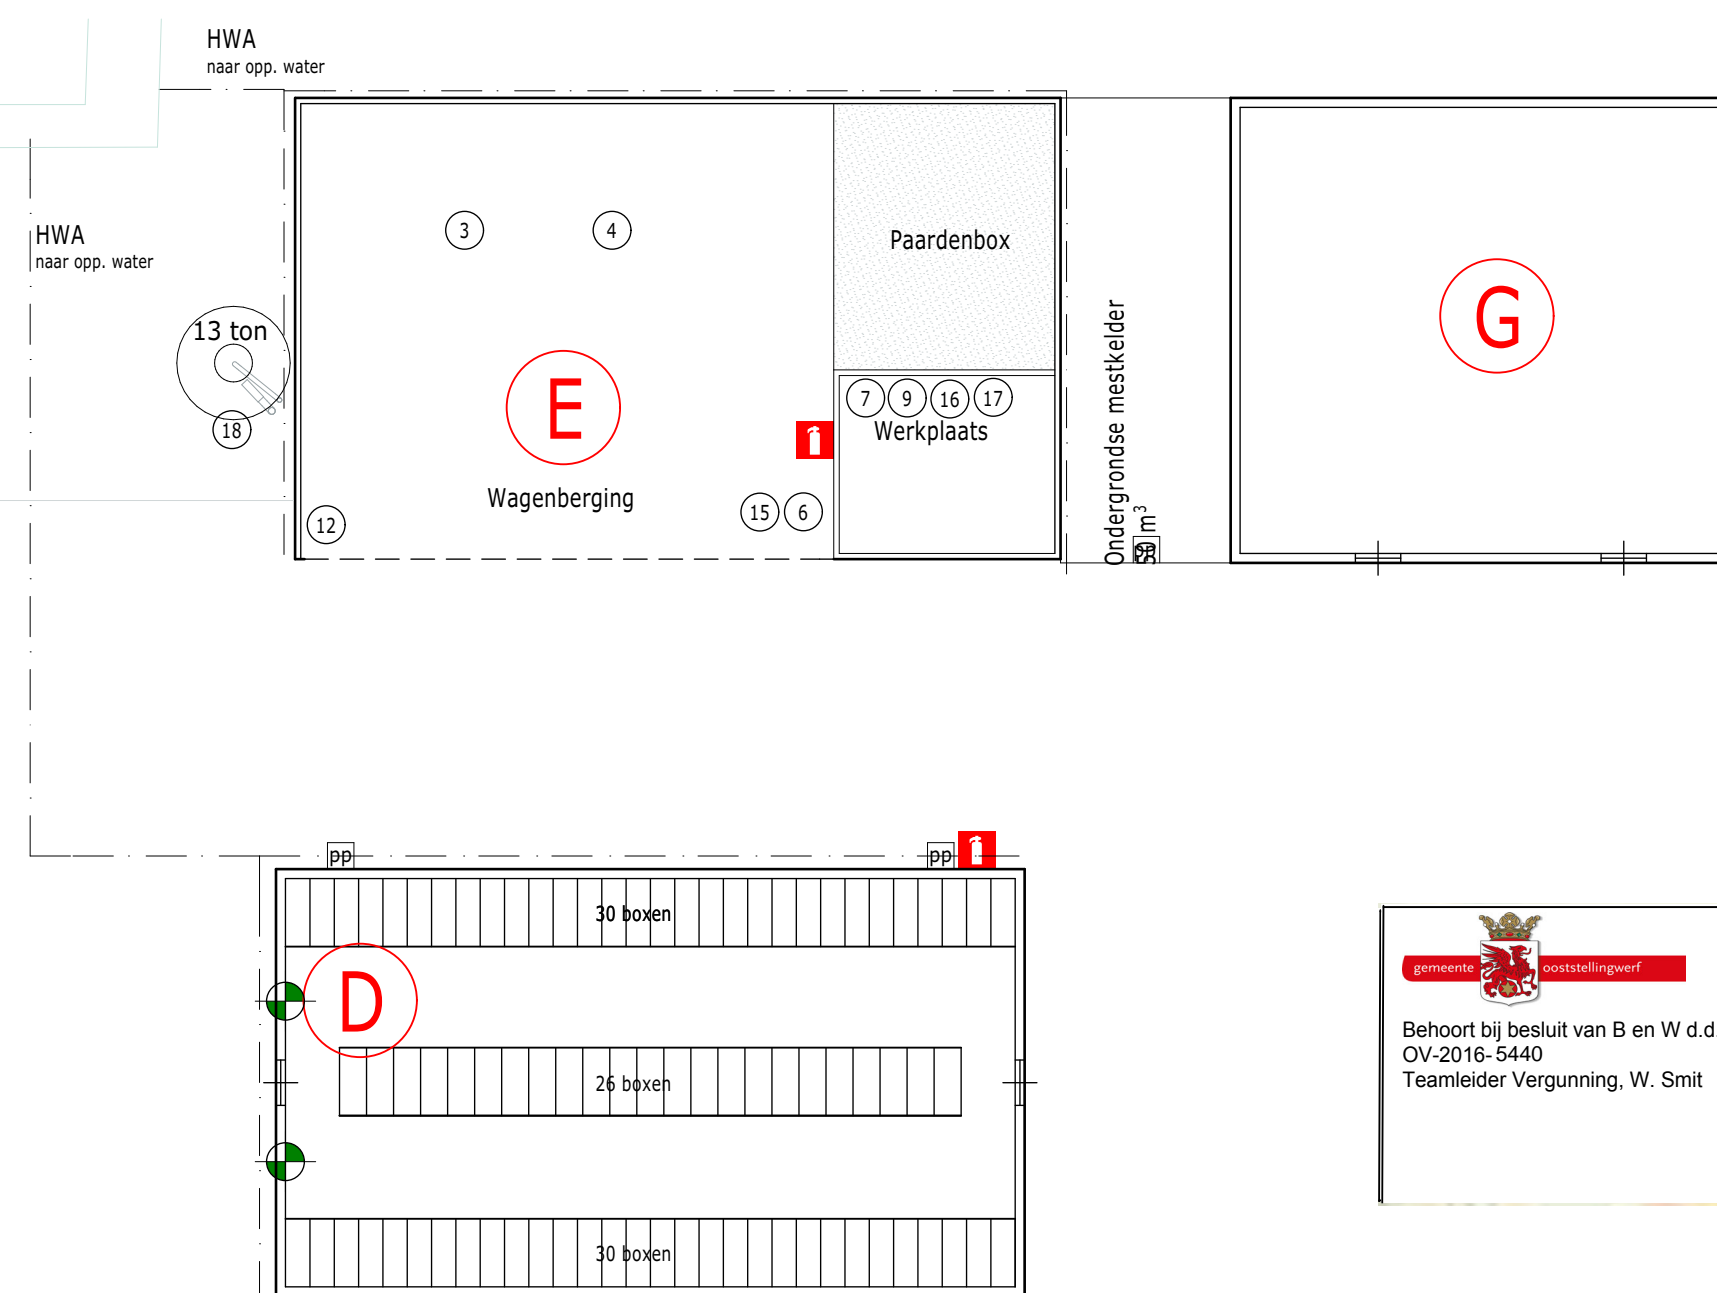 HWA
naar opp. water
HWA
naar opp. water
13 ton
18
3
4
Paardenbox
E
7
9
16
17
Werkplaats
Wagenberging
15
6
12
Ondergrondse mestkelder
m³
G
pp
pp
30 boxen
D
26 boxen
30 boxen
gemeente ooststellingwerf
Behoort bij besluit van B en W d.d.
OV-2016-5440
Teamleider Vergunning, W. Smit